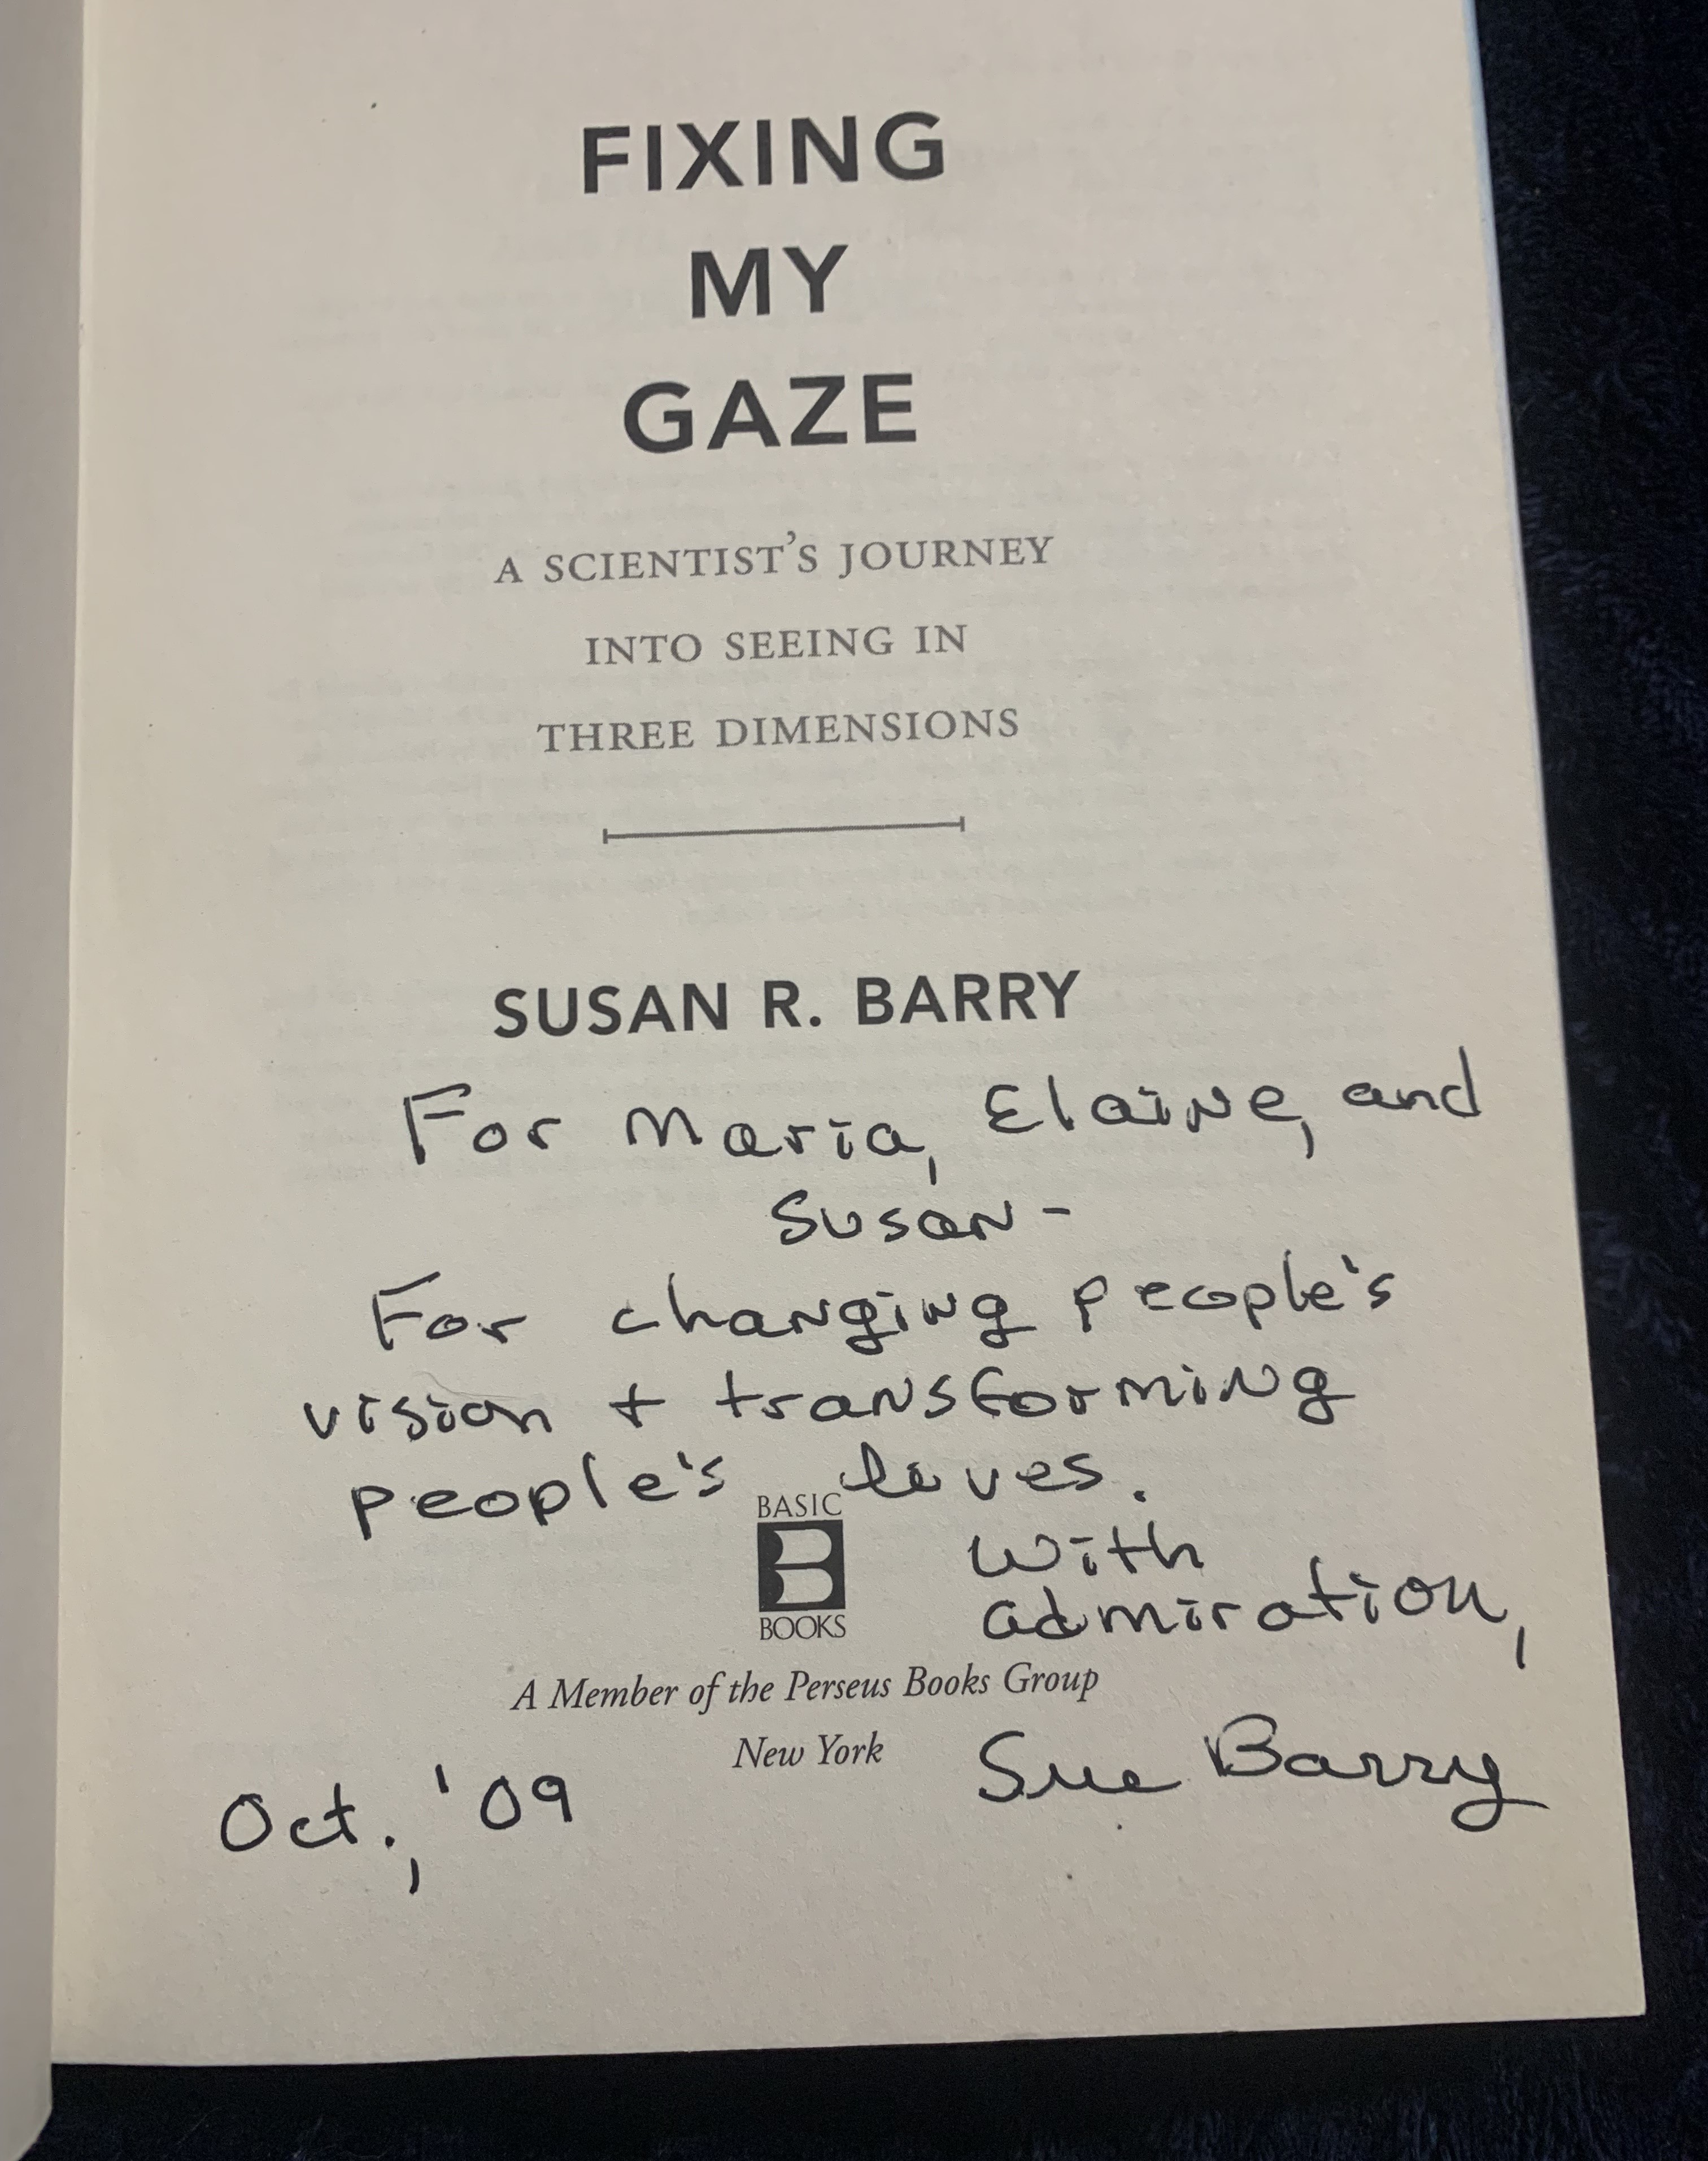 FIXING
MY
GAZE
A SCIENTIST'S JOURNEY
INTO SEEING IN
THREE DIMENSIONS
SUSAN R. BARRY
For Maria, Elaine, and
Susan -
For changing people's
vision + transforming
people's lives.
BASIC
B
BOOKS
With
admiration,
A Member of the Perseus Books Group
New York
Sue Barry
Oct., '09